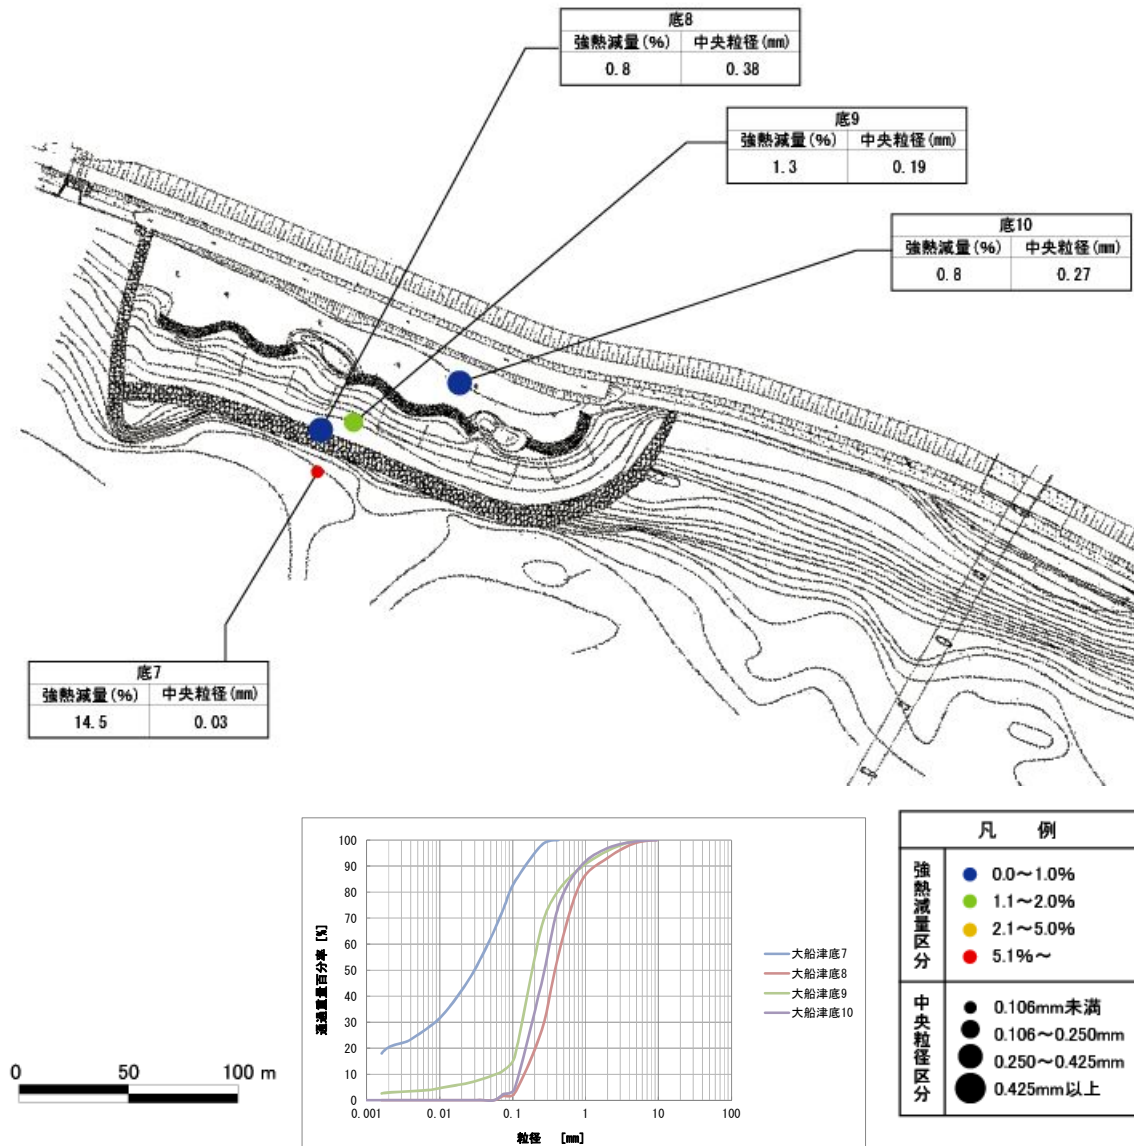 底8
強熱減量(%) 中央粒径(mm)
0.8 0.38
底9
強熱減量(%) 中央粒径(mm)
1.3 0.19
底10
強熱減量(%) 中央粒径(mm)
0.8 0.27
底7
強熱減量(%) 中央粒径(mm)
14.5 0.03
0 50 100 m
通過重量百分率 [%]
100
90
80
70
60
50
40
30
20
10
0
0.001 0.01 0.1 1 10 100
粒径 [mm]
大船津底7
大船津底8
大船津底9
大船津底10
凡 例
強熱減量区分
0.0～1.0%
1.1～2.0%
2.1～5.0%
5.1%～
中央粒径区分
0.106mm未満
0.106～0.250mm
0.250～0.425mm
0.425mm以上